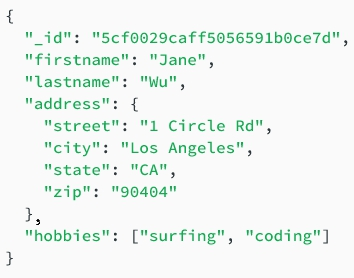 {
  "_id": "5cf0029caff5056591b0ce7d",
  "firstname": "Jane",
  "lastname": "Wu",
  "address": {
    "street": "1 Circle Rd",
    "city": "Los Angeles",
    "state": "CA",
    "zip": "90404"
  },
  "hobbies": ["surfing", "coding"]
}